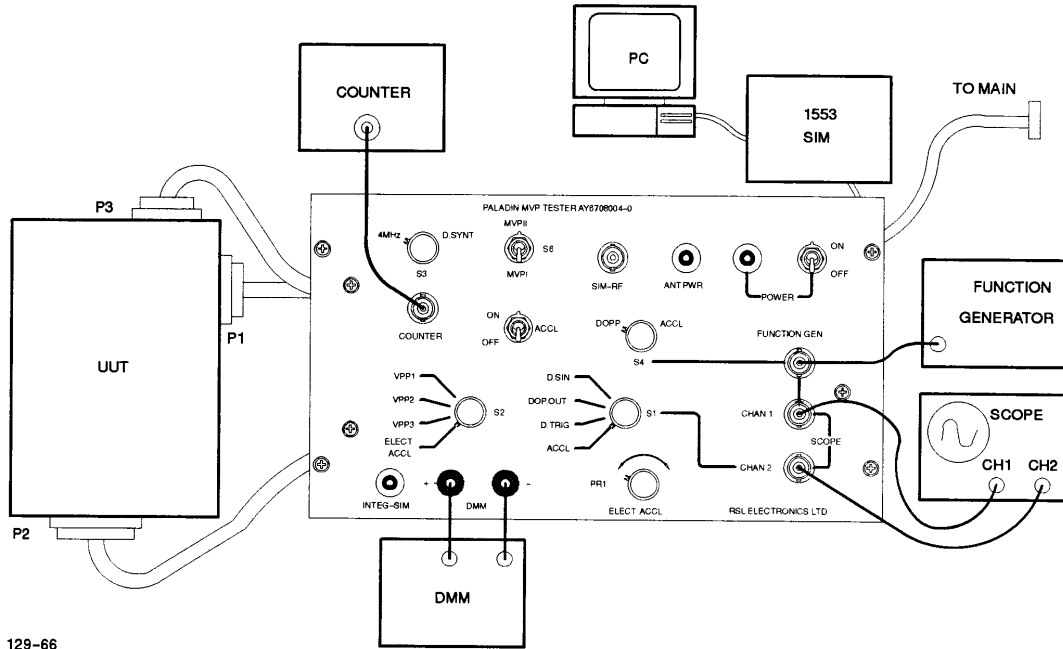 PC
COUNTER
1553
SIM
TO MAIN
P3
PALADIN MVP TESTER AY6708004-0
4MHz
D.SYNT
S3
MVPII
S6
MVPI
SIM-RF
ANT PWR
POWER
ON
OFF
FUNCTION
GENERATOR
P1
UUT
COUNTER
ON
OFF
ACCL
DOPP
ACCL
S4
FUNCTION GEN
VPP1
VPP2
VPP3
ELECT
ACCL
S2
D.SIN
DOP.OUT
D.TRIG
ACCL
S1
CHAN 1
SCOPE
CHAN 2
SCOPE
CH1
CH2
INTEG-SIM
+
DMM
-
PR1
ELECT ACCL
RSL ELECTRONICS LTD
P2
DMM
129-66